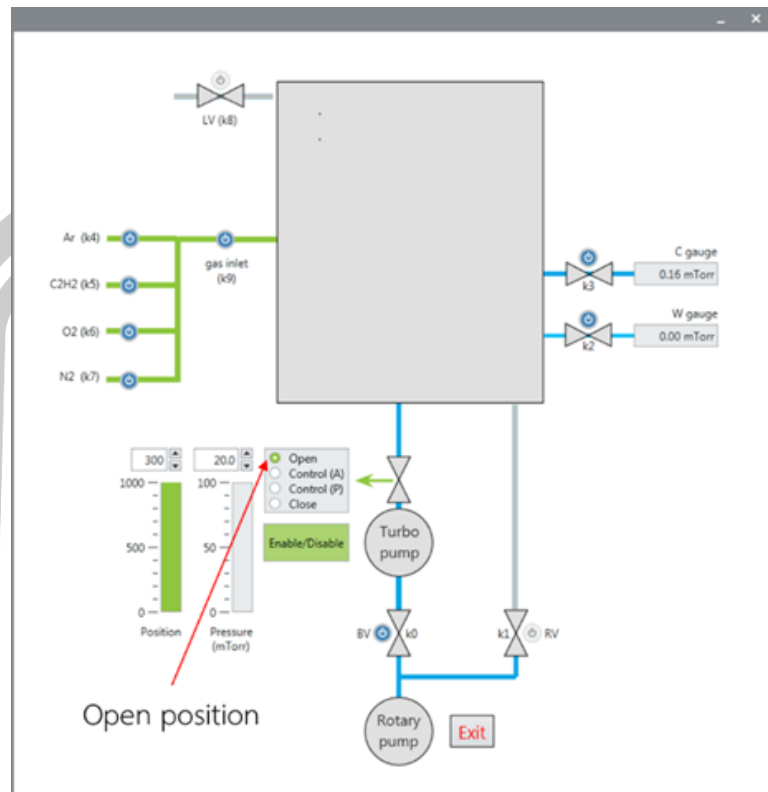 LV (k8)
Ar (k4)
gas inlet
(k9)
C2H2 (k5)
O2 (k6)
N2 (k7)
C gauge
0.16 mTorr
k3
W gauge
0.00 mTorr
k2
300
20.0
Open
Control (A)
Control (P)
Close
1000
500
0
Position
100
50
0
Pressure
(mTorr)
Enable/Disable
Turbo
pump
BV
k0
k1
RV
Open position
Rotary
pump
Exit